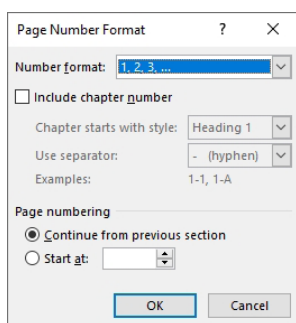 Page Number Format ? ×
Number format: 1, 2, 3, ...
Include chapter number
Chapter starts with style: Heading 1
Use separator: - (hyphen)
Examples: 1-1, 1-A
Page numbering
Continue from previous section
Start at:
OK Cancel